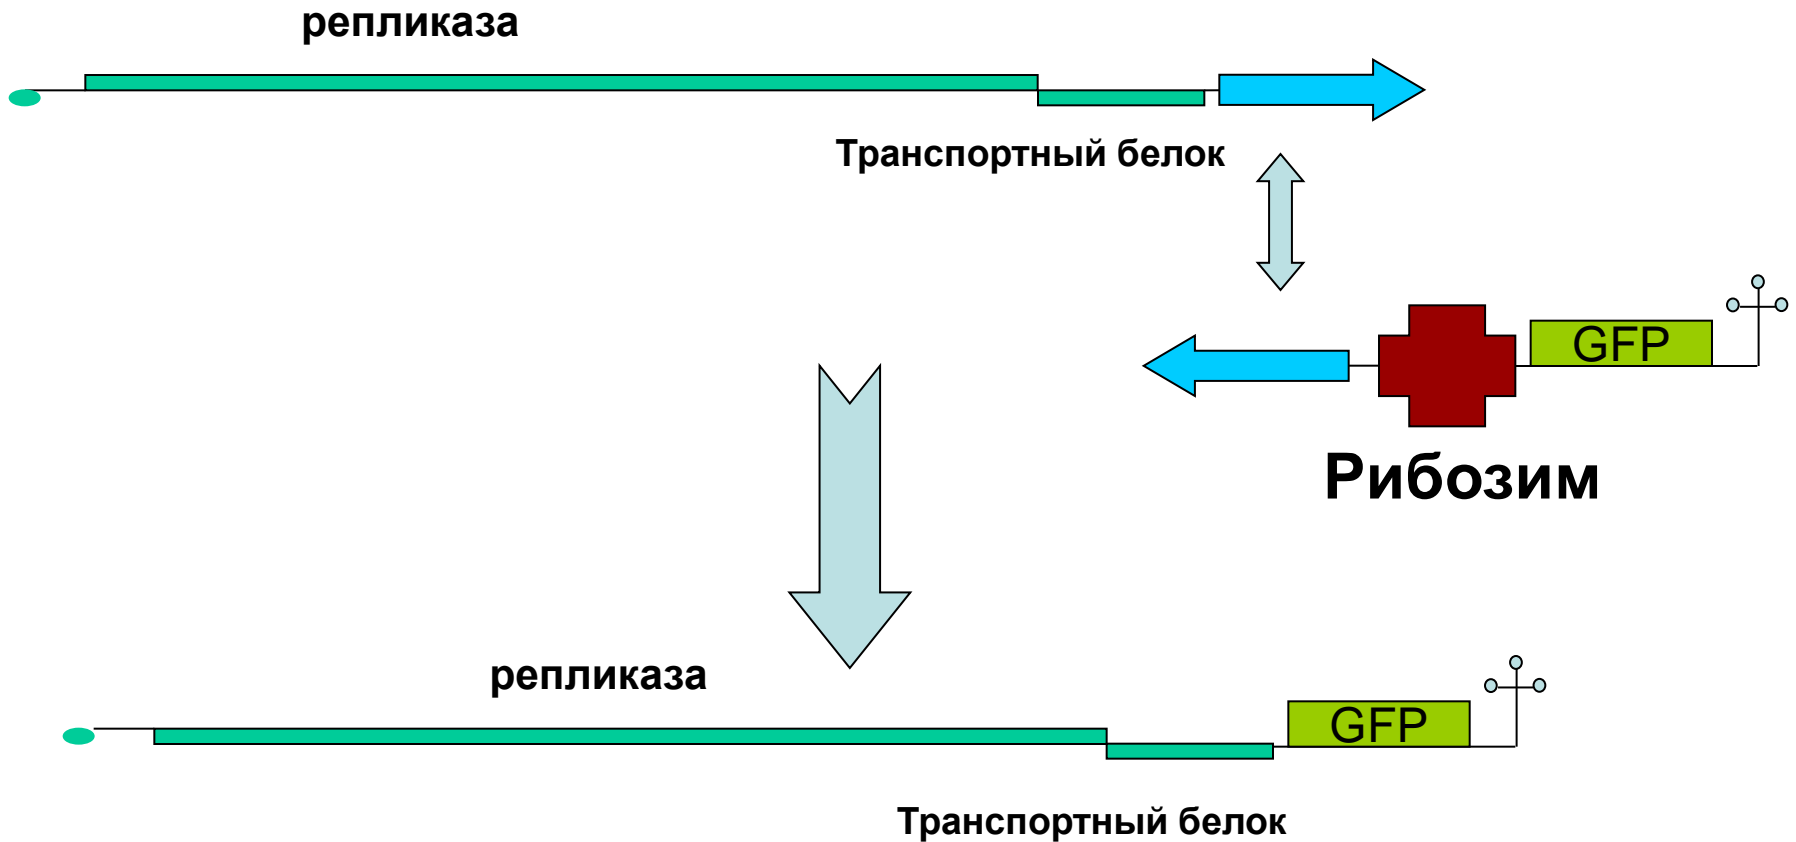 репликаза
Транспортный белок
GFP
Рибозим
репликаза
GFP
Транспортный белок